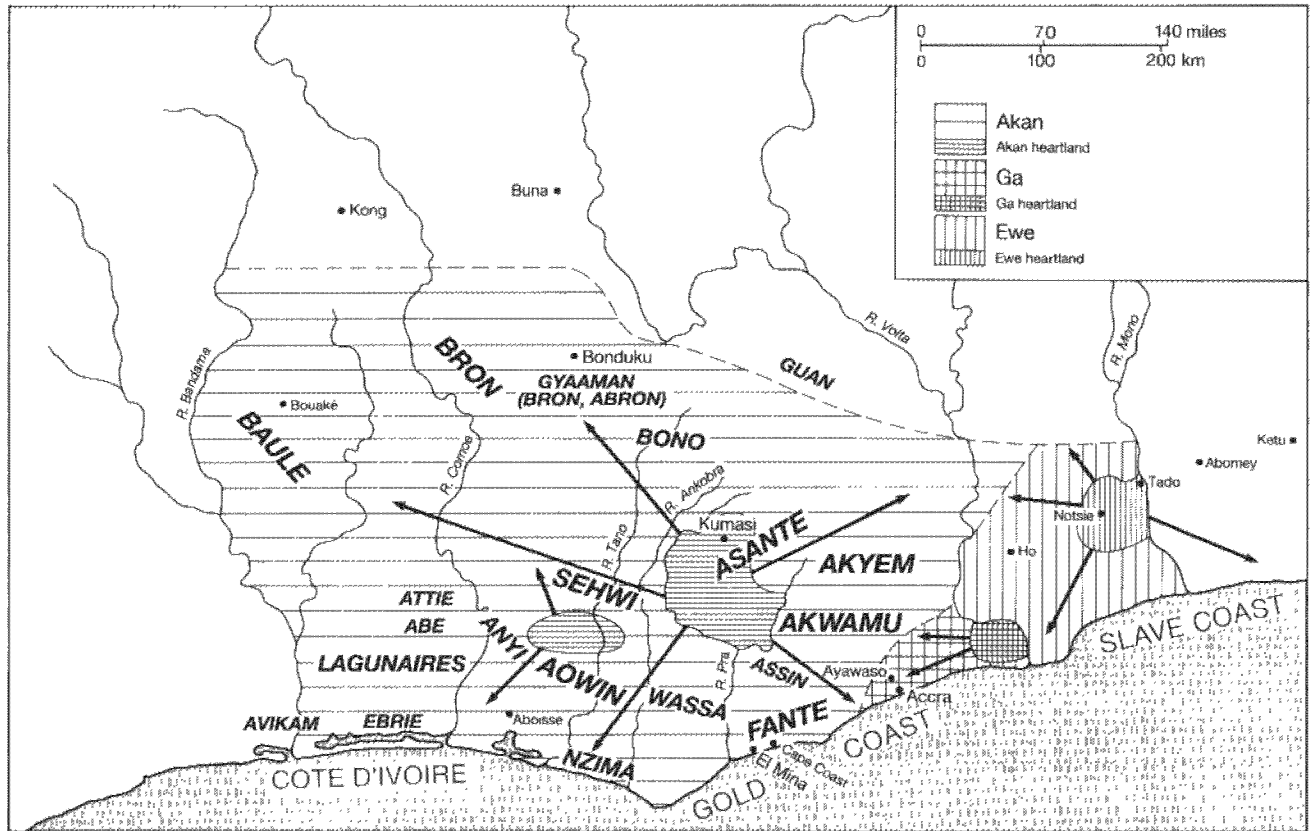 0 70 140 miles
0 100 200 km
Akan
Akan heartland
Ga
Ga heartland
Ewe
Ewe heartland
Buna
Kong
R. Volta
R. Mono
R. Bandama
BRON
Bonduku
GYAAMAN
(BRON, ABRON)
GUAN
Bouaké
BAULE
BONO
R. Comoe
R. Ankobra
Ketu
Abomey
Tado
Notsie
Kumasi
ASANTE
R. Tano
Ho
AKYEM
SEHWI
ATTIE
ABE
ANYI
AKWAMU
SLAVE COAST
LAGUNAIRES
AOWIN
R. Pra
ASSIN
Ayawaso
Accra
WASSA
FANTE
AVIKAM
EBRIE
Aboisse
NZIMA
Cape Coast
El Mina
COTE D'IVOIRE
GOLD COAST